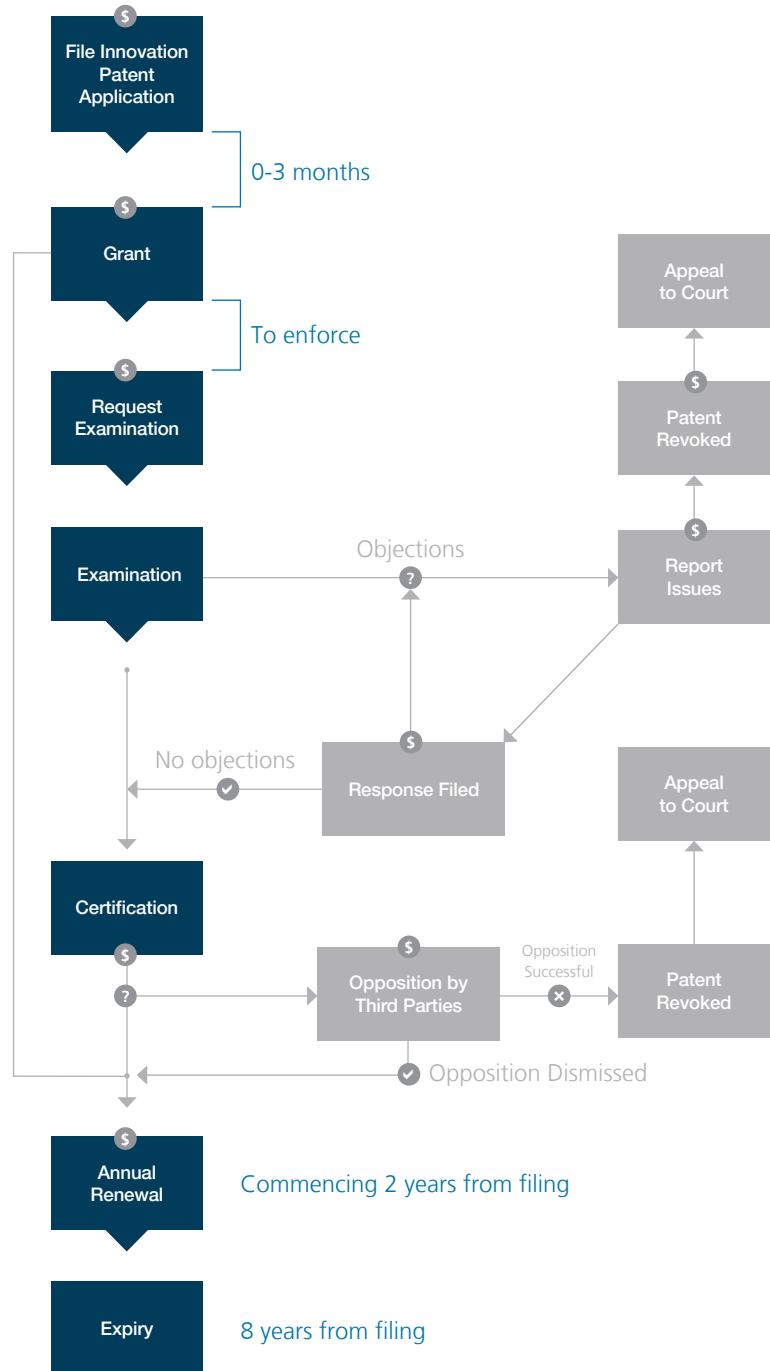 $
File Innovation
Patent
Application
0-3 months
$
Grant
To enforce
$
Request
Examination
Examination
Objections
?
$
Report
Issues
$
Patent
Revoked
Appeal
to Court
$
Response Filed
No objections
Certification
$
?
$
Opposition by
Third Parties
Opposition
Successful
Patent
Revoked
Appeal
to Court
Opposition Dismissed
$
Annual
Renewal
Commencing 2 years from filing
Expiry
8 years from filing